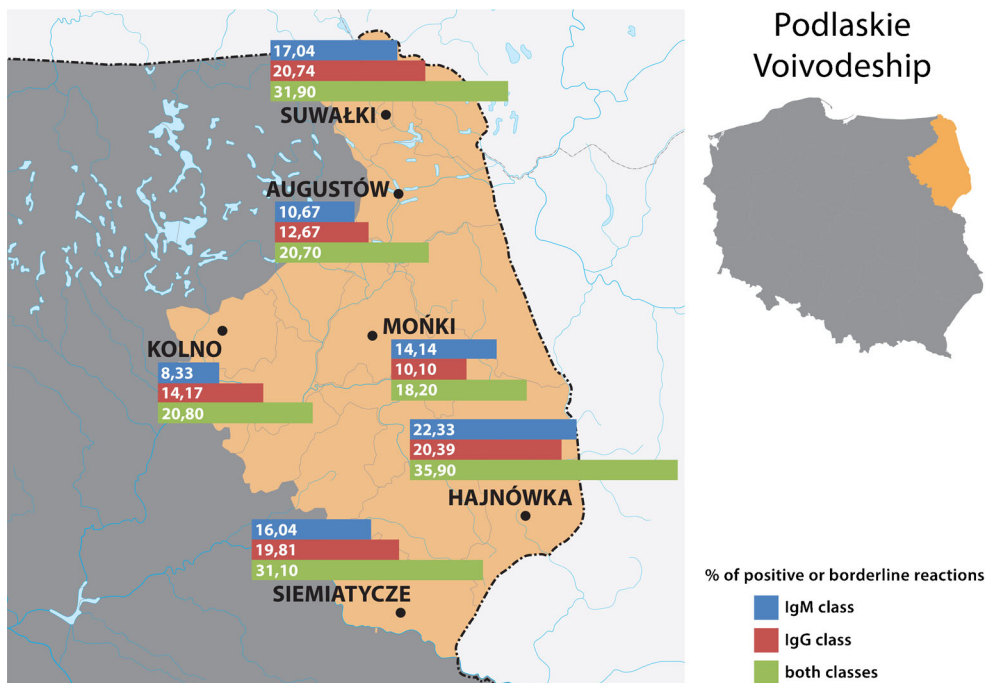 Podlaskie
Voivodeship
17,04
20,74
31,90
SUWAŁKI
AUGUSTÓW
10,67
12,67
20,70
MOŃKI
14,14
10,10
18,20
KOLNO
8,33
14,17
20,80
22,33
20,39
35,90
HAJNÓWKA
16,04
19,81
31,10
SIEMIATYCZE
% of positive or borderline reactions
IgM class
IgG class
both classes